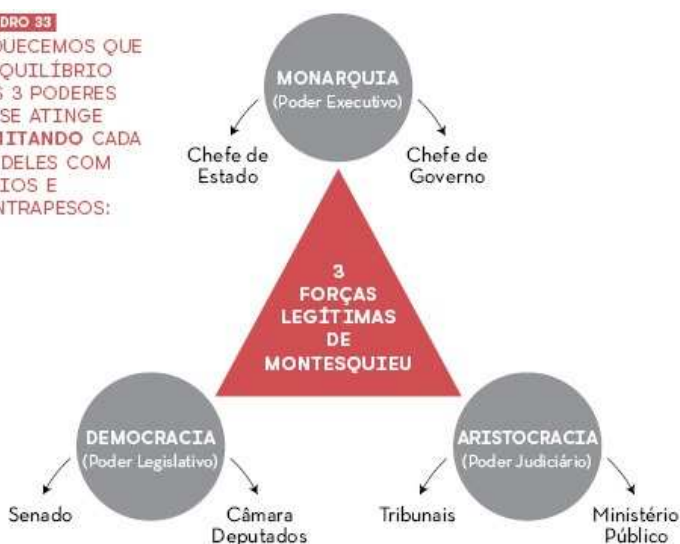 DRO 33
QUECEMOS QUE
QUILÍBRIO
S 3 PODERES
SE ATINGE
ITANDO CADA
DELES COM
IOS E
NTRAPESOS:
MONARQUIA
(Poder Executivo)
Chefe de
Estado
Chefe de
Governo
3
FORÇAS
LEGÍTIMAS
DE
MONTESQUIEU
DEMOCRACIA
(Poder Legislativo)
Senado
Câmara
Deputados
ARISTOCRACIA
(Poder Judiciário)
Tribunais
Ministério
Público